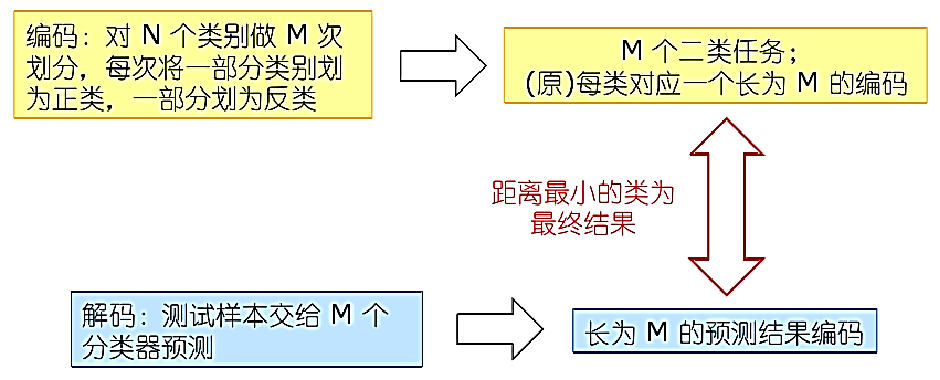 编码：对 N 个类别做 M 次
划分，每次将一部分类别划
为正类，一部分划为反类
M 个二类任务；
(原)每类对应一个长为 M 的编码
距离最小的类为
最终结果
解码：测试样本交给 M 个
分类器预测
长为 M 的预测结果编码